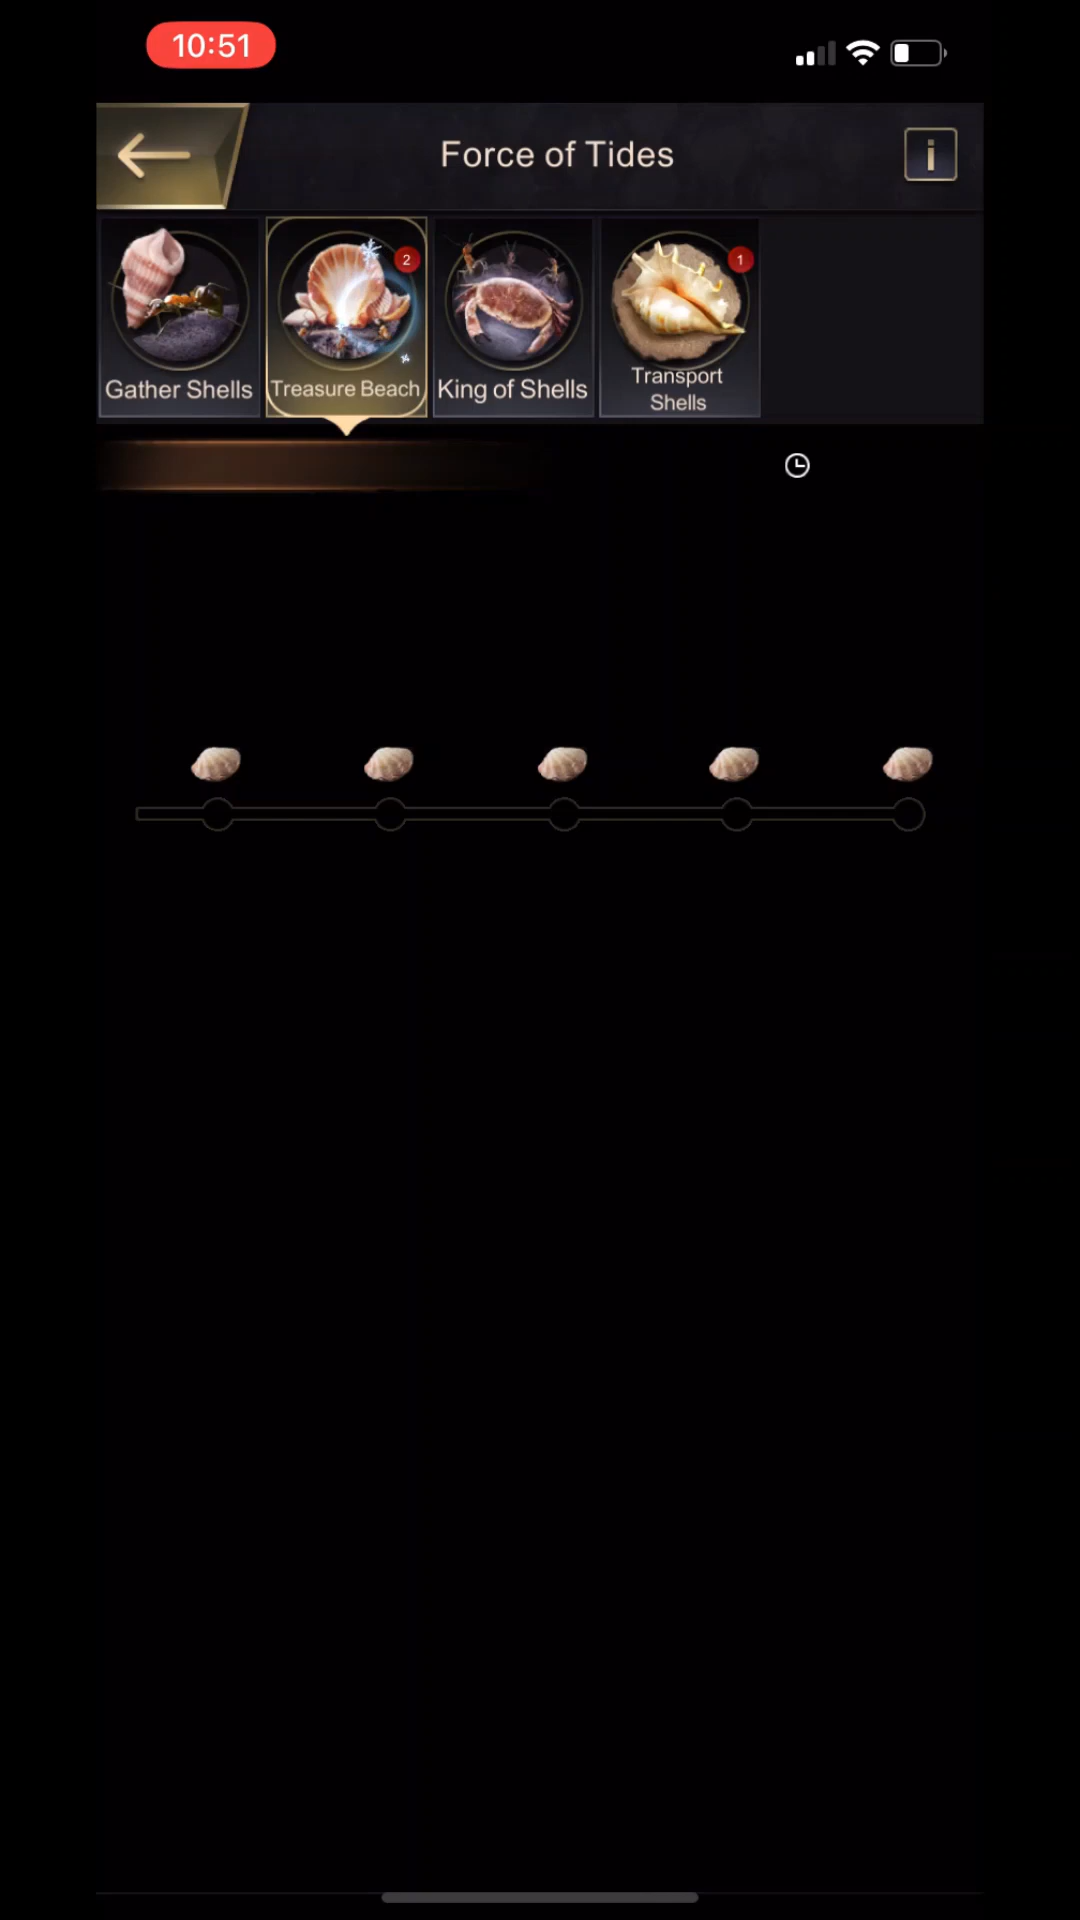 10:51
Force of Tides
i
2
1
Gather Shells
Treasure Beach
King of Shells
Transport
Shells